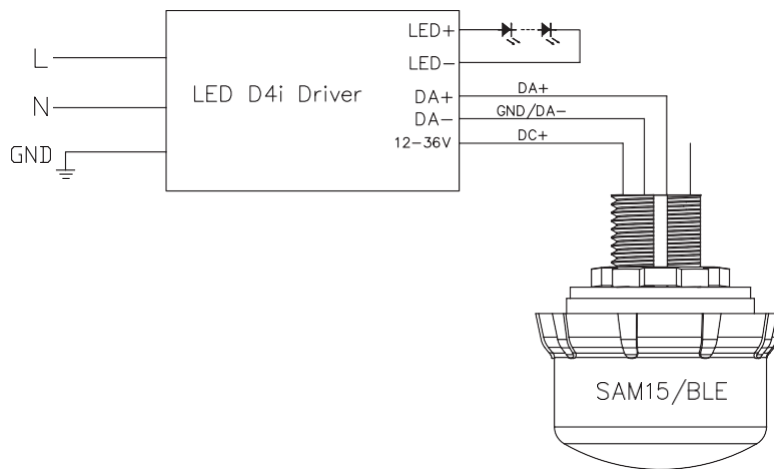 LED+
L
LED-
LED D4i Driver
DA+
DA+
N
DA-
GND/DA-
12-36V
DC+
GND
SAM15/BLE